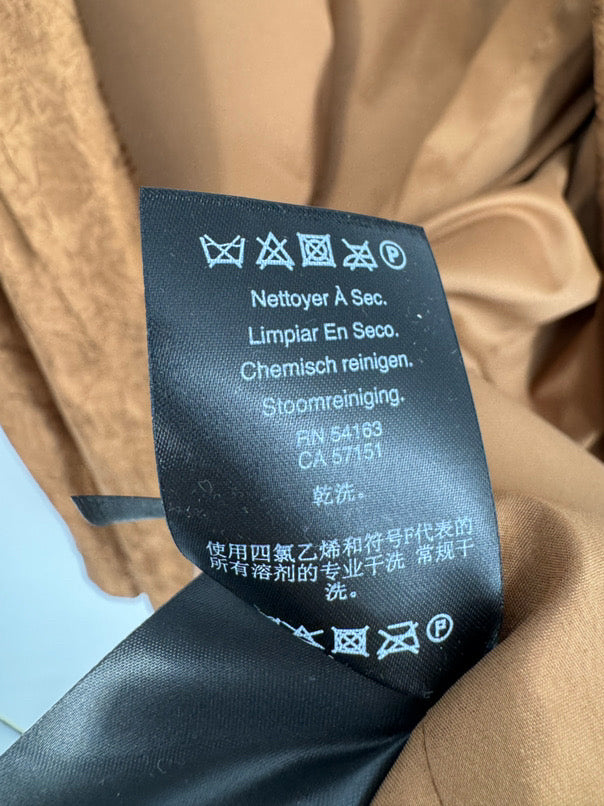 P
Nettoyer À Sec.
Limpiar En Seco.
Chemisch reinigen.
Stoomreiniging.
RN 54163
CA 57151
乾洗。
使用四氯乙烯和符号F代表的
所有溶剂的专业干洗 常规干
洗。
P